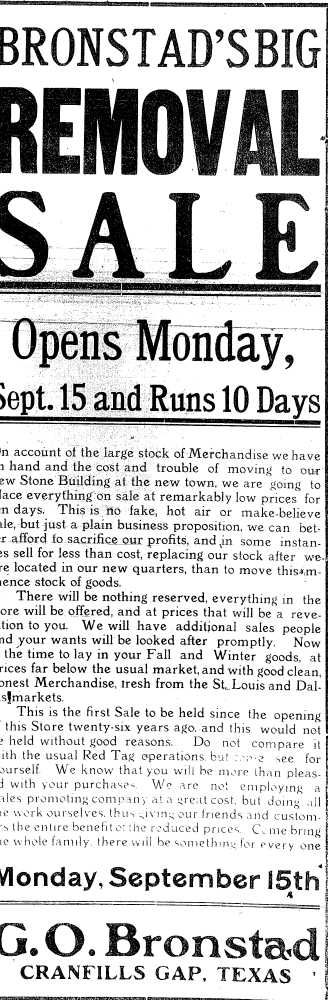 BRONSTAD'S BIG
REMOVAL
SALE
Opens Monday,
Sept. 15 and Runs 10 Days
n account of the large stock of Merchandise we have
hand and the cost and trouble of moving to our
ew Stone Building at the new town, we are going to
lace everything on sale at remarkably low prices for
n days. This is no fake, hot air or make-believe
ale, but just a plain business proposition, we can bet-
r afford to sacrifice our profits, and in some instan-
es sell for less than cost, replacing our stock after we
re located in our new quarters, than to move this m-
ence stock of goods.
There will be nothing reserved, everything in the
ore will be offered, and at prices that will be a reve-
tion to you. We will have additional sales people
nd your wants will be looked after promptly. Now
the time to lay in your Fall and Winter goods, at
rices far below the usual market, and with good clean,
onest Merchandise, fresh from the St. Louis and Dal-
s markets.
This is the first Sale to be held since the opening
this Store twenty-six years ago, and this would not
e held without good reasons. Do not compare it
ith the usual Red Tag operations, but come see for
ourself. We know that you will be more than pleas-
d with your purchases. We are not employing a
ales promoting company at a great cost, but doing all
e work ourselves, thus giving our friends and custom-
rs the entire benefit of the reduced prices. Come bring
e whole family, there will be something for every one
Monday, September 15th
G. O. Bronstad
CRANFILLS GAP, TEXAS